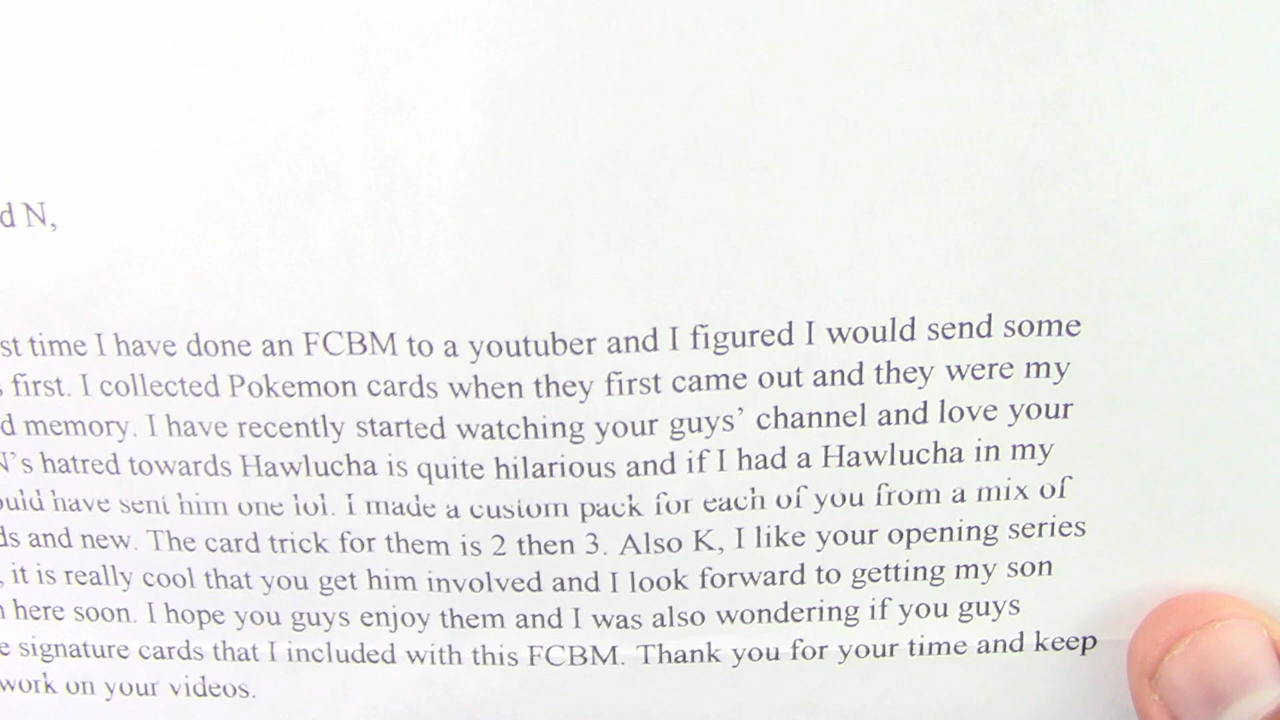 d N,
st time I have done an FCBM to a youtuber and I figured I would send some
first. I collected Pokemon cards when they first came out and they were my
d memory. I have recently started watching your guys’ channel and love your
N’s hatred towards Hawlucha is quite hilarious and if I had a Hawlucha in my
ould have sent him one lol. I made a custom pack for each of you from a mix of
ds and new. The card trick for them is 2 then 3. Also K, I like your opening series
, it is really cool that you get him involved and I look forward to getting my son
n here soon. I hope you guys enjoy them and I was also wondering if you guys
e signature cards that I included with this FCBM. Thank you for your time and keep
work on your videos.